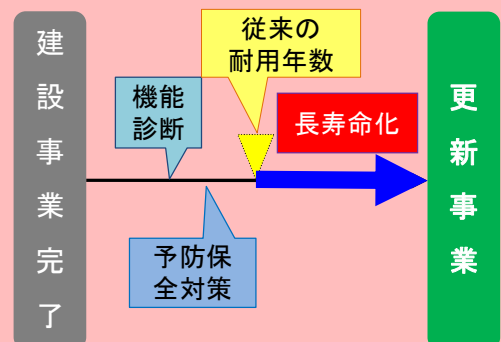 建設事業完了
機能
診断
従来の
耐用年数
長寿命化
予防保
全対策
更新事業